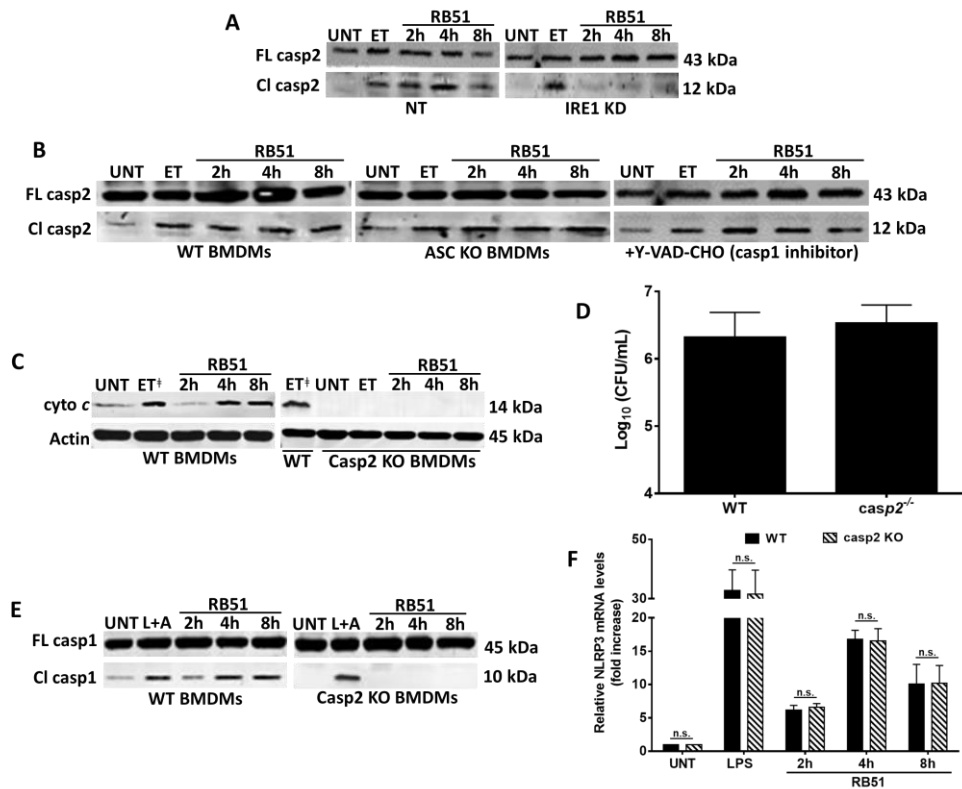 A
RB51
UNT ET 2h 4h 8h RB51 2h 4h 8h UNT ET
FL casp2 43 kDa
Cl casp2 12 kDa
NT IRE1 KD
B
RB51 RB51 RB51
UNT ET 2h 4h 8h UNT ET 2h 4h 8h UNT ET 2h 4h 8h
FL casp2 43 kDa
Cl casp2 12 kDa
WT BMDMs ASC KO BMDMs +Y-VAD-CHO (casp1 inhibitor)
C
RB51 RB51
UNT ET‡ 2h 4h 8h ET‡ UNT ET 2h 4h 8h
cyto c 14 kDa
Actin 45 kDa
WT BMDMs WT Casp2 KO BMDMs
D
Log10 (CFU/mL)
7
6
5
4
WT casp2-/-
E
RB51 RB51
UNT L+A 2h 4h 8h UNT L+A 2h 4h 8h
FL casp1 45 kDa
Cl casp1 10 kDa
WT BMDMs Casp2 KO BMDMs
F
WT casp2 KO
Relative NLRP3 mRNA levels
(fold increase)
50
30
20
15
10
5
0
n.s. n.s. n.s. n.s. n.s.
UNT LPS 2h 4h 8h
RB51